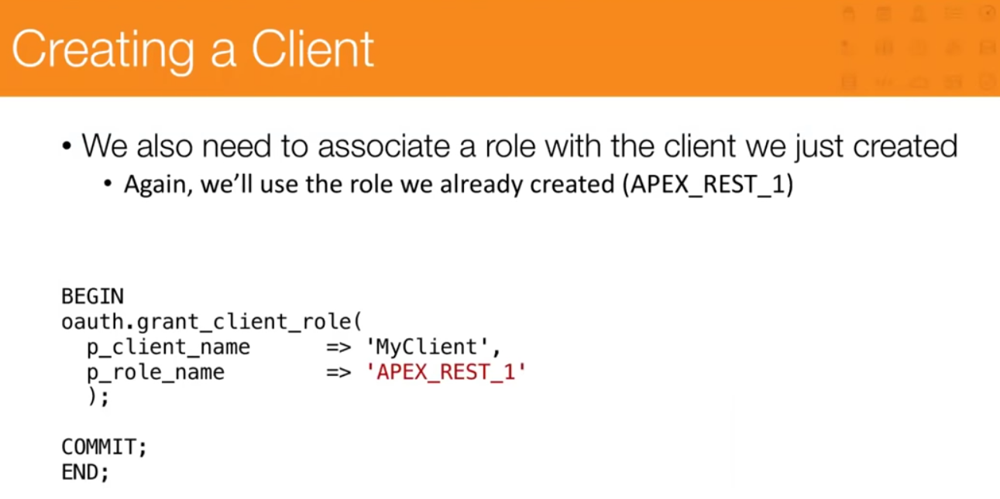 Creating a Client
• We also need to associate a role with the client we just created
• Again, we’ll use the role we already created (APEX_REST_1)
BEGIN
oauth.grant_client_role(
p_client_name => 'MyClient',
p_role_name => 'APEX_REST_1'
);
COMMIT;
END;